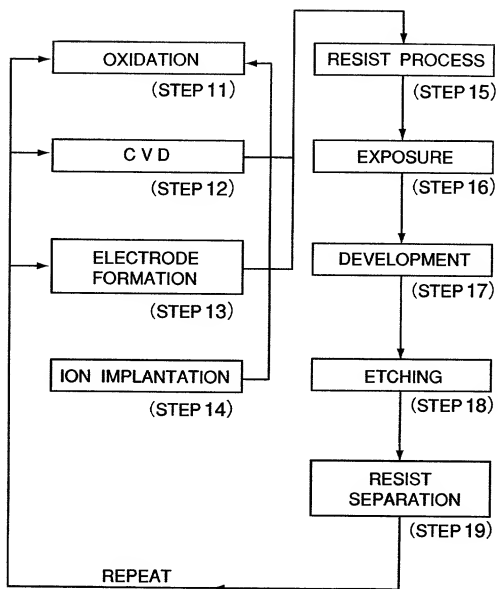 OXIDATION
(STEP 11)
C V D
(STEP 12)
ELECTRODE
FORMATION
(STEP 13)
ION IMPLANTATION
(STEP 14)
RESIST PROCESS
(STEP 15)
EXPOSURE
(STEP 16)
DEVELOPMENT
(STEP 17)
ETCHING
(STEP 18)
RESIST
SEPARATION
(STEP 19)
REPEAT